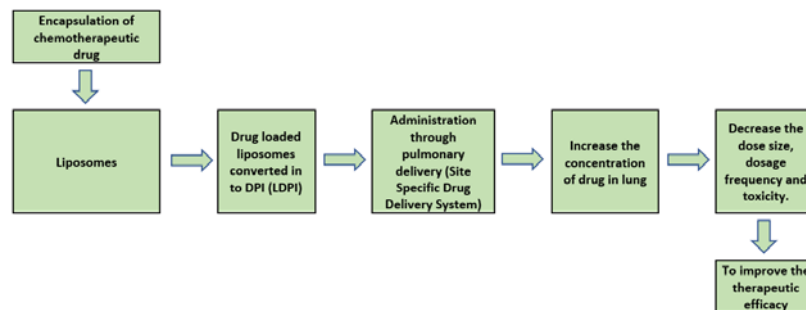 Encapsulation of
chemotherapeutic
drug
Liposomes
Drug loaded
liposomes
converted in
to DPI (LDPI)
Administration
through
pulmonary
delivery (Site
Specific Drug
Delivery System)
Increase the
concentration
of drug in lung
Decrease the
dose size,
dosage
frequency and
toxicity.
To improve the
therapeutic
efficacy